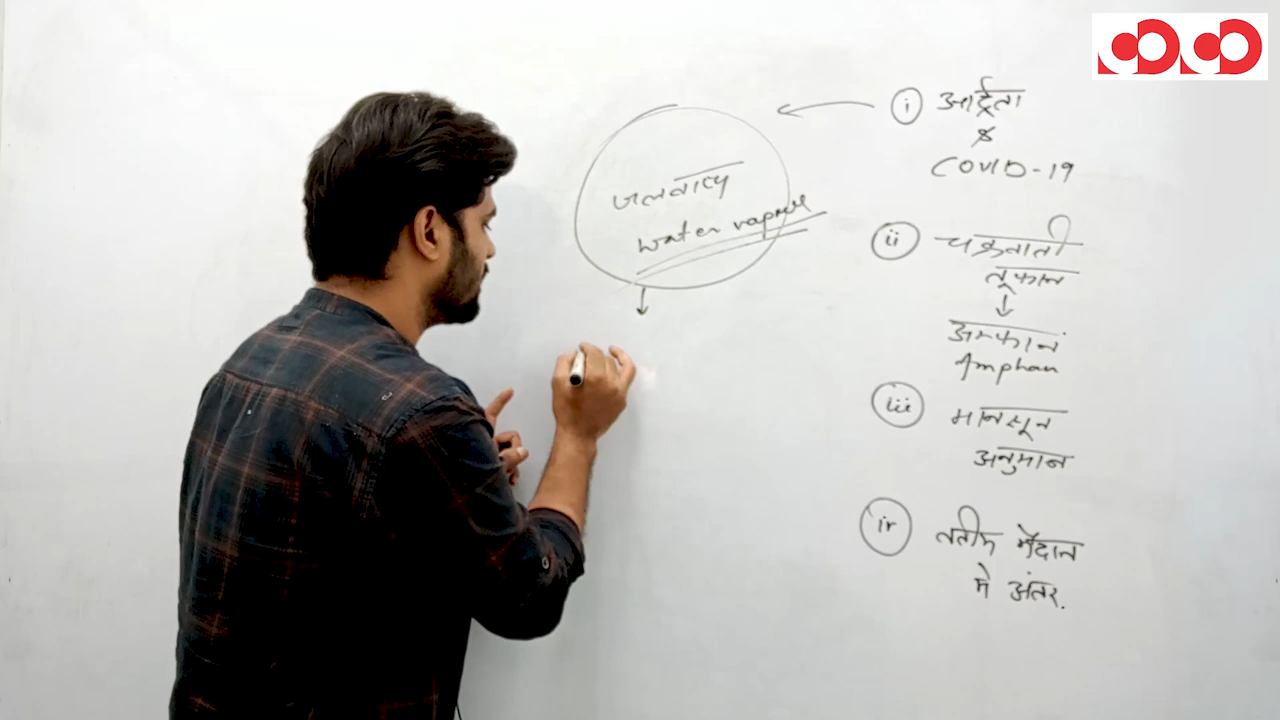 जलवाष्प
water vapour
i आर्द्रता
&
COVID-19
ii चक्रवाती
तूफान
अम्फान
Amphan
iii मानसून
अनुमान
iv तटीय मैदान
मे अंतर.